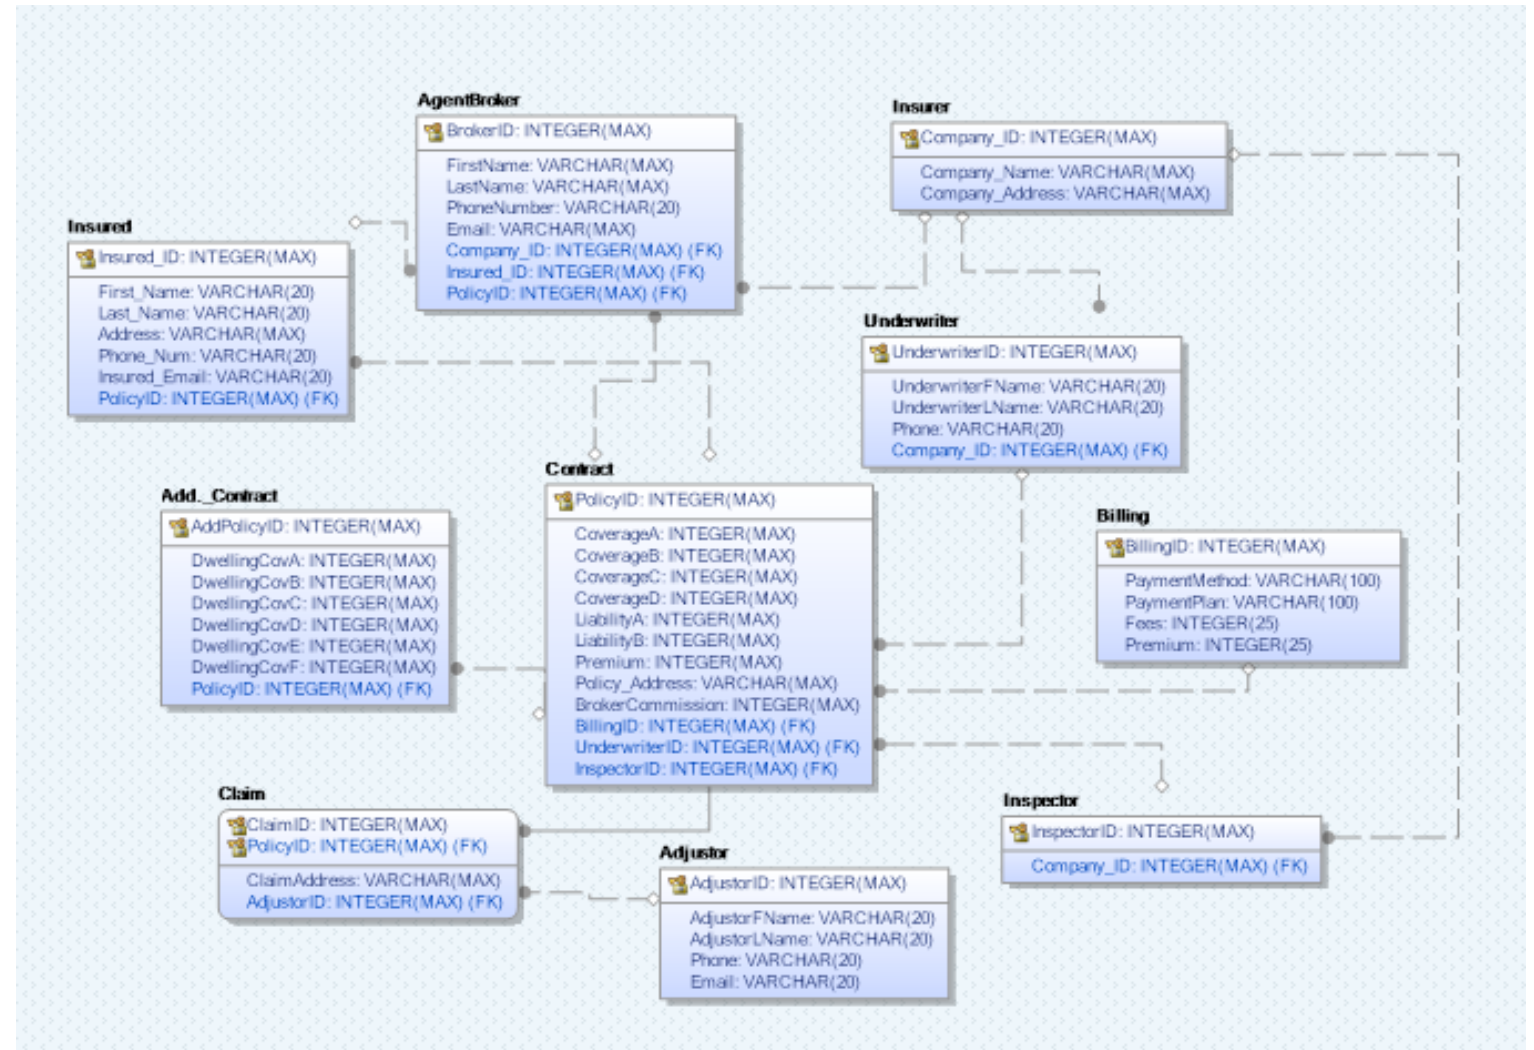 AgentBroker
BrokerID: INTEGER(MAX)
FirstName: VARCHAR(MAX)
LastName: VARCHAR(MAX)
PhoneNumber: VARCHAR(20)
Email: VARCHAR(MAX)
Company_ID: INTEGER(MAX) (FK)
Insured_ID: INTEGER(MAX) (FK)
PolicyID: INTEGER(MAX) (FK)
Insurer
Company_ID: INTEGER(MAX)
Company_Name: VARCHAR(MAX)
Company_Address: VARCHAR(MAX)
Insured
Insured_ID: INTEGER(MAX)
First_Name: VARCHAR(20)
Last_Name: VARCHAR(20)
Address: VARCHAR(MAX)
Phone_Num: VARCHAR(20)
Insured_Email: VARCHAR(20)
PolicyID: INTEGER(MAX) (FK)
Underwriter
UnderwriterID: INTEGER(MAX)
UnderwriterFName: VARCHAR(20)
UnderwriterLName: VARCHAR(20)
Phone: VARCHAR(20)
Company_ID: INTEGER(MAX) (FK)
Contract
PolicyID: INTEGER(MAX)
CoverageA: INTEGER(MAX)
CoverageB: INTEGER(MAX)
CoverageC: INTEGER(MAX)
CoverageD: INTEGER(MAX)
LiabilityA: INTEGER(MAX)
LiabilityB: INTEGER(MAX)
Premium: INTEGER(MAX)
Policy_Address: VARCHAR(MAX)
BrokerCommission: INTEGER(MAX)
BillingID: INTEGER(MAX) (FK)
UnderwriterID: INTEGER(MAX) (FK)
InspectorID: INTEGER(MAX) (FK)
Add._Contract
AddPolicyID: INTEGER(MAX)
DwellingCovA: INTEGER(MAX)
DwellingCovB: INTEGER(MAX)
DwellingCovC: INTEGER(MAX)
DwellingCovD: INTEGER(MAX)
DwellingCovE: INTEGER(MAX)
DwellingCovF: INTEGER(MAX)
PolicyID: INTEGER(MAX) (FK)
Billing
BillingID: INTEGER(MAX)
PaymentMethod: VARCHAR(100)
PaymentPlan: VARCHAR(100)
Fees: INTEGER(25)
Premium: INTEGER(25)
Claim
ClaimID: INTEGER(MAX)
PolicyID: INTEGER(MAX) (FK)
ClaimAddress: VARCHAR(MAX)
AdjustorID: INTEGER(MAX) (FK)
Adjustor
AdjustorID: INTEGER(MAX)
AdjustorFName: VARCHAR(20)
AdjustorLName: VARCHAR(20)
Phone: VARCHAR(20)
Email: VARCHAR(20)
Inspector
InspectorID: INTEGER(MAX)
Company_ID: INTEGER(MAX) (FK)